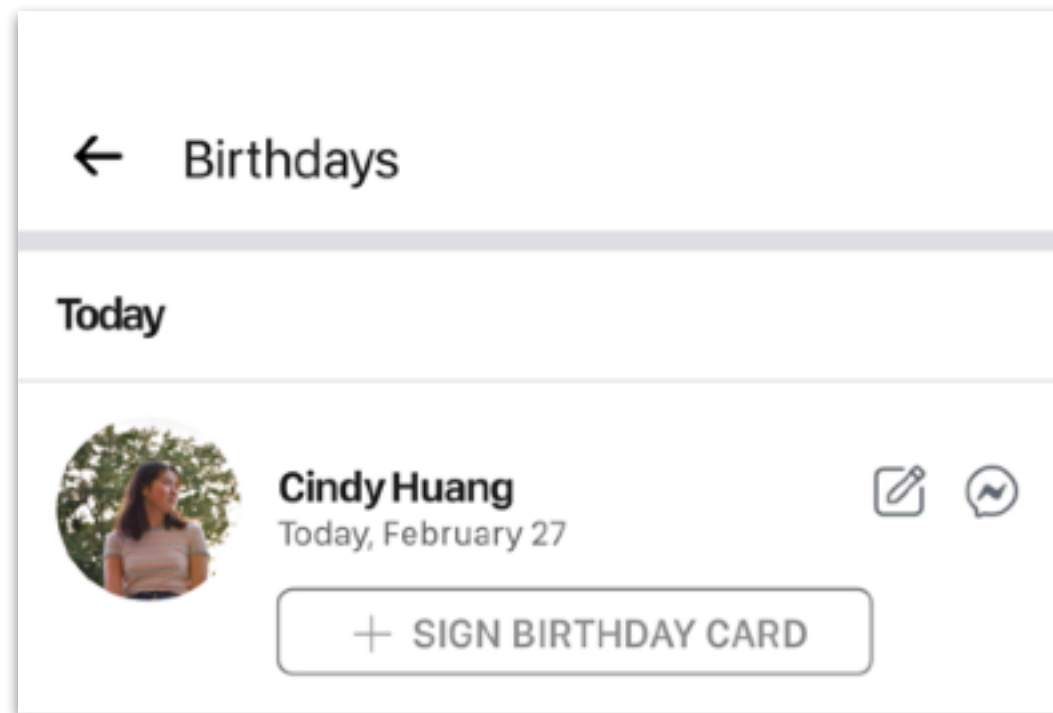 Birthdays
Today
Cindy Huang
Today, February 27
+ SIGN BIRTHDAY CARD